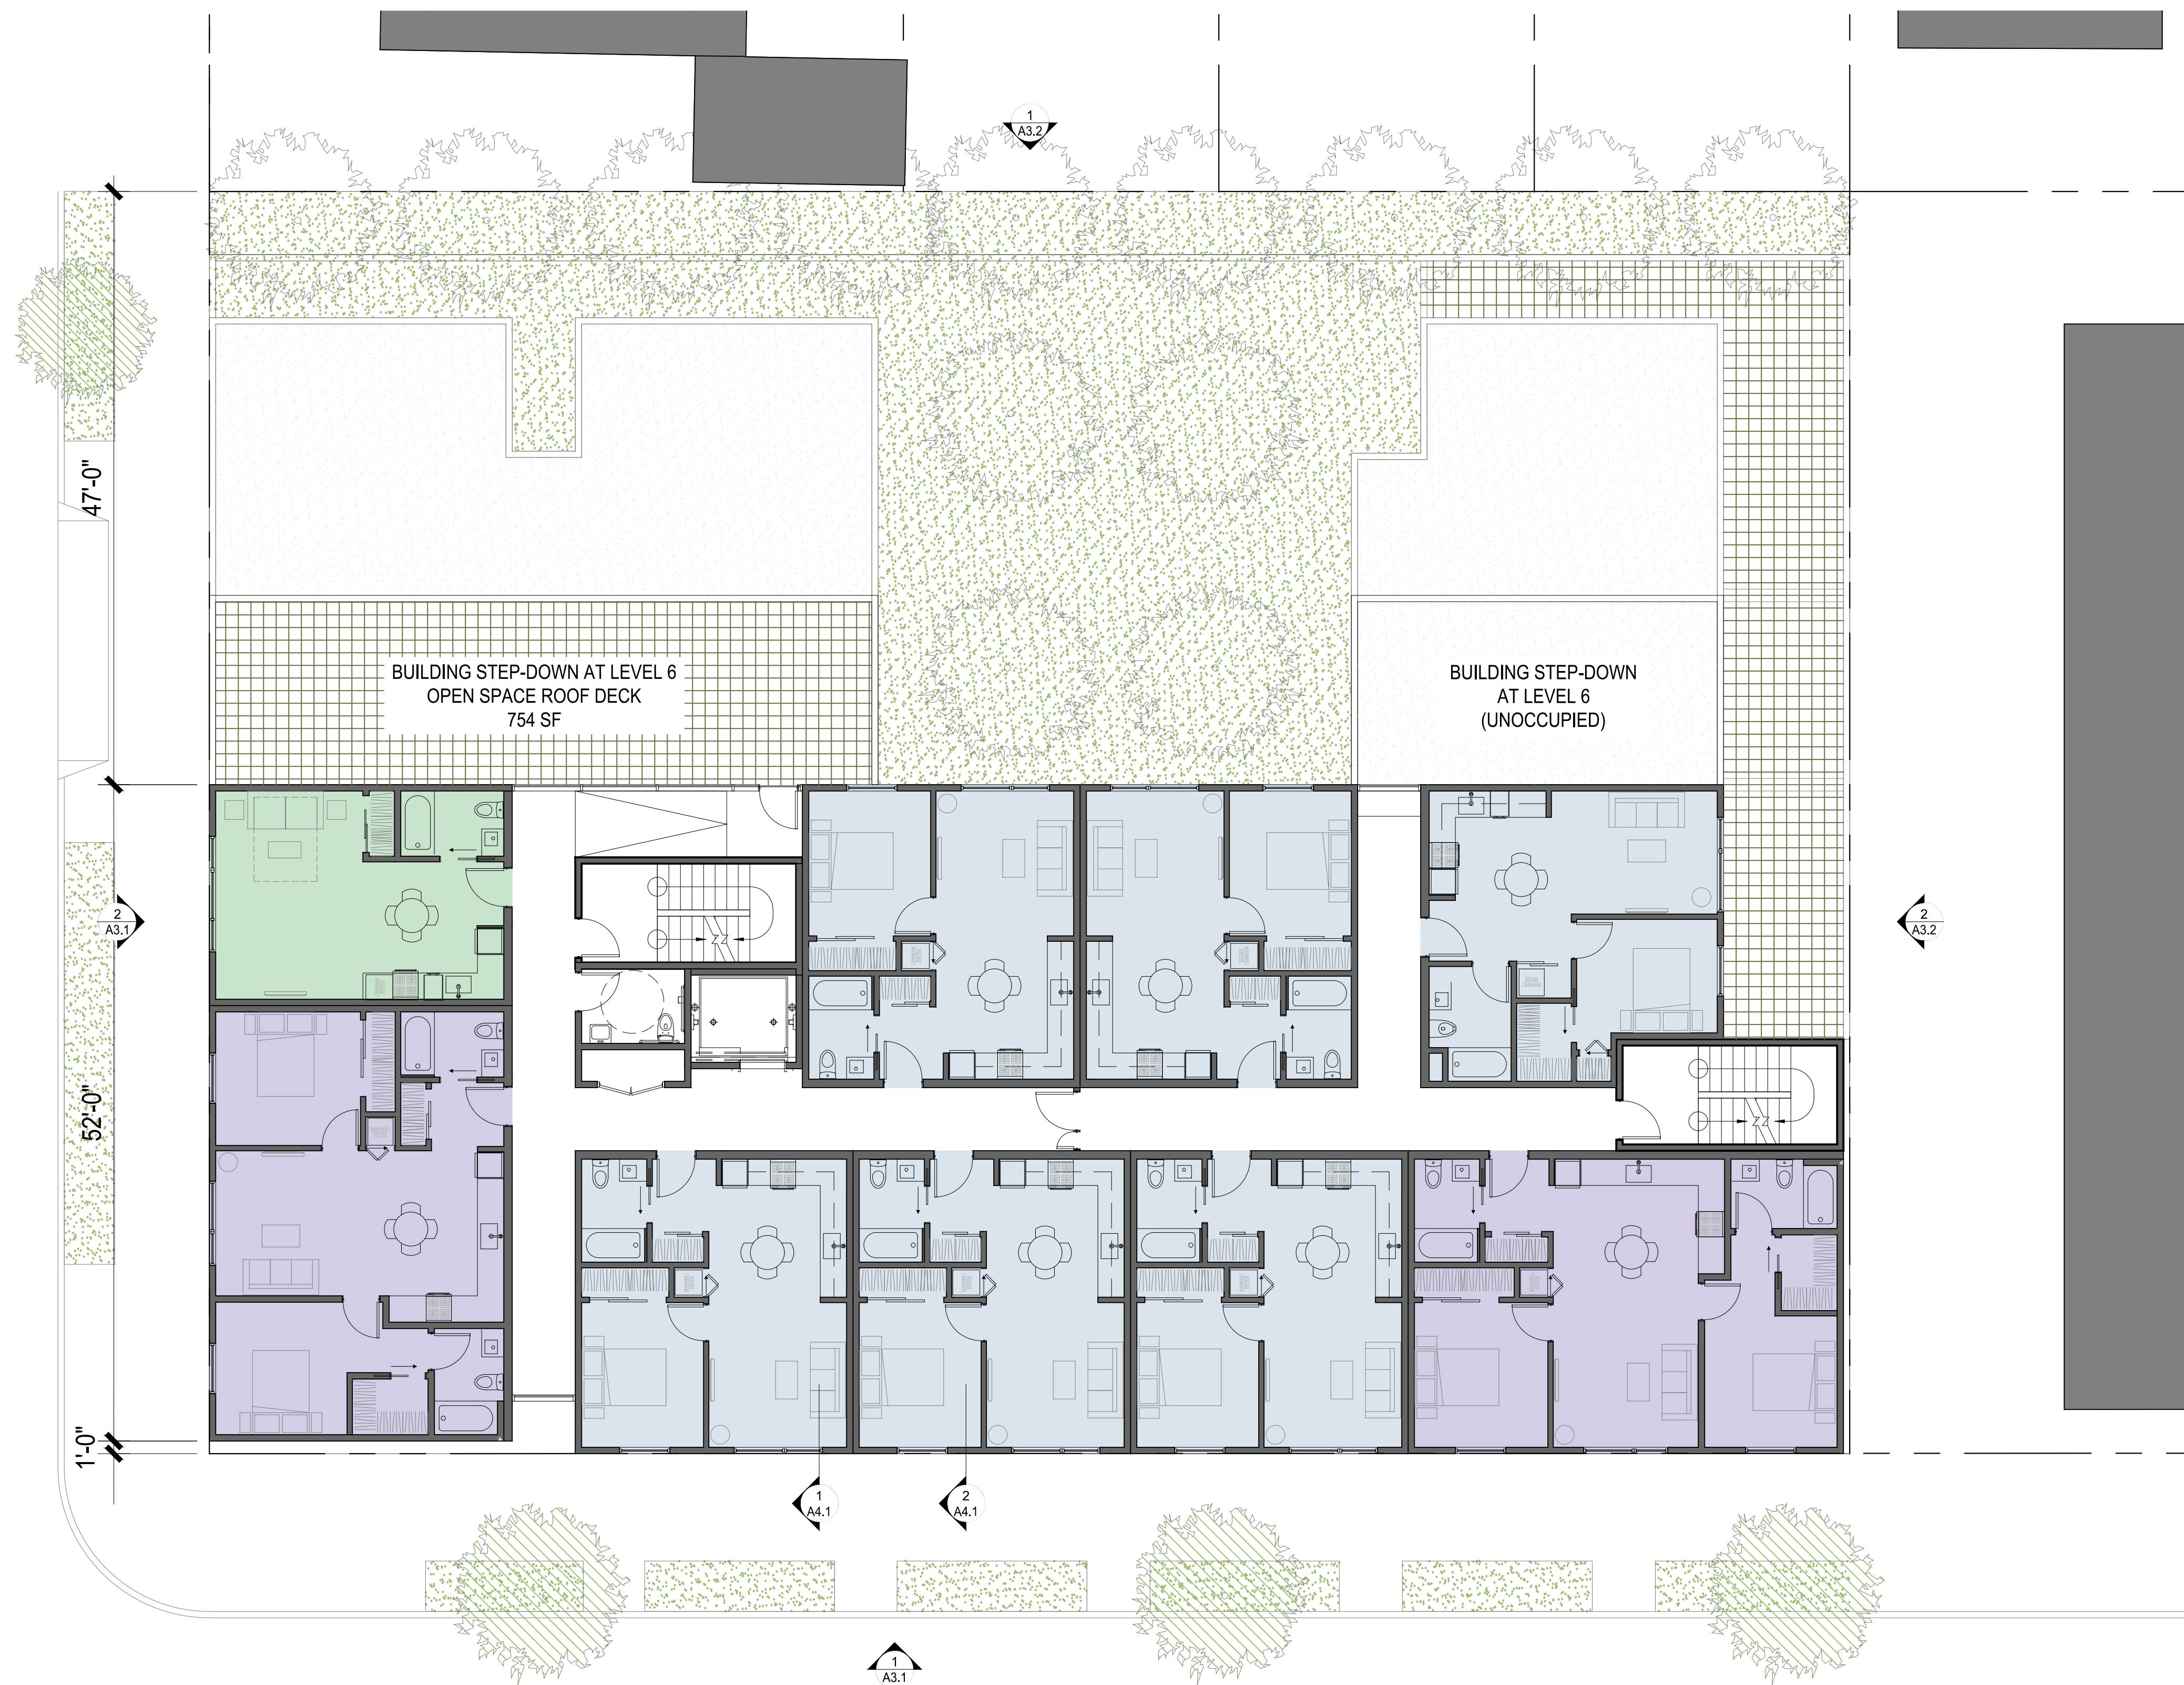 1
A3.2
47'-0"
BUILDING STEP-DOWN AT LEVEL 6
OPEN SPACE ROOF DECK
754 SF
BUILDING STEP-DOWN
AT LEVEL 6
(UNOCCUPIED)
2
A3.1
2
A3.2
52'-0"
1'-0"
1
A4.1
2
A4.1
1
A3.1